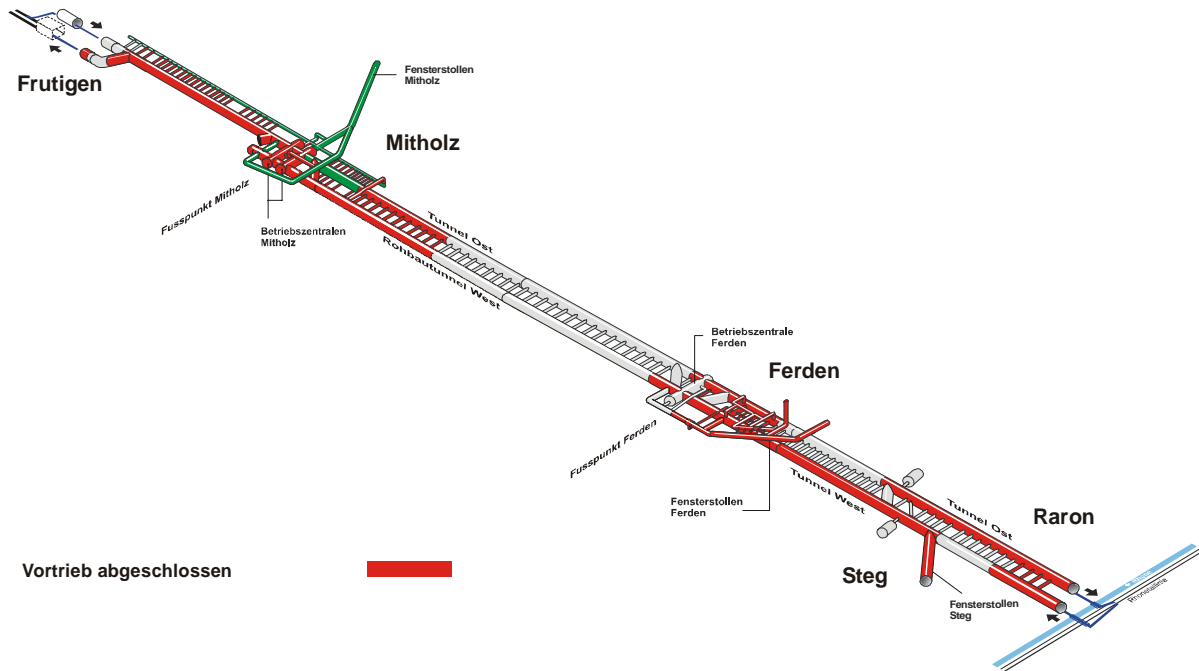 Frutigen
Fensterstollen
Mitholz
Mitholz
Fusspunkt Mitholz
Betriebszentralen
Mitholz
Tunnel Ost
Rohbautunnel West
Betriebszentrale
Ferden
Ferden
Fusspunkt Ferden
Fensterstollen
Ferden
Tunnel West
Tunnel Ost
Raron
Steg
Fensterstollen
Steg
Rhonetallinie
Vortrieb abgeschlossen